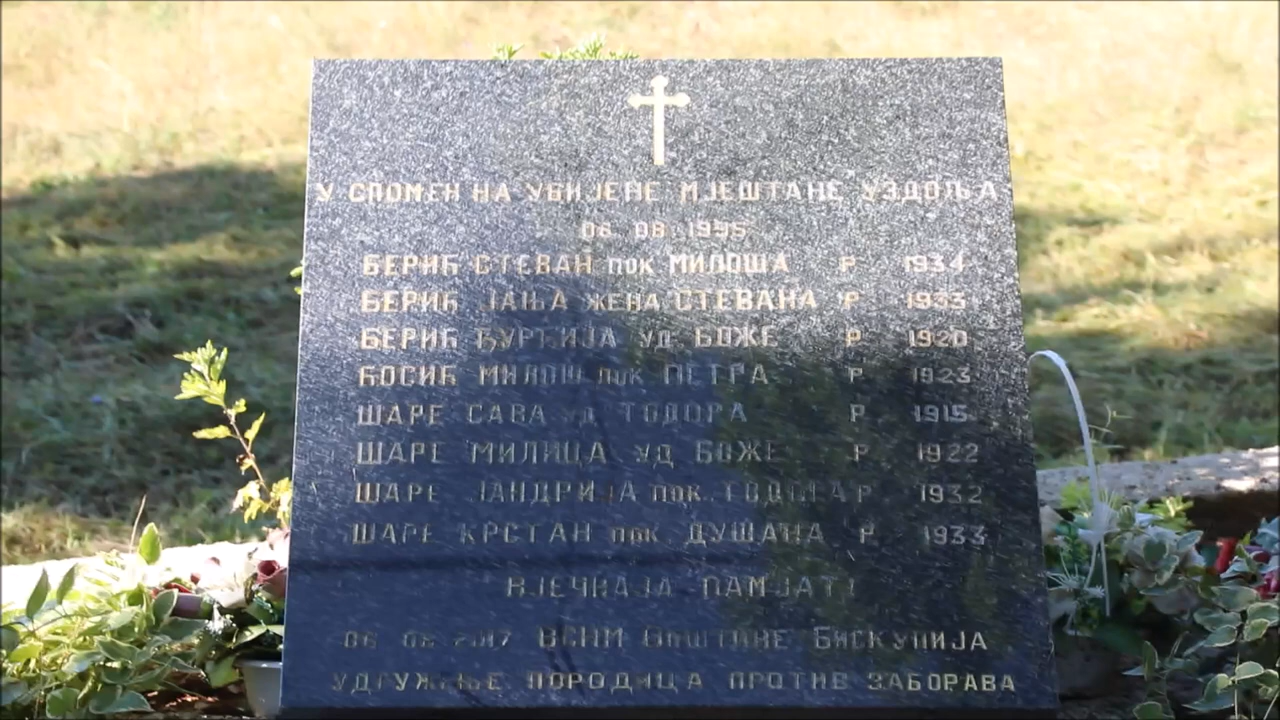 У СПОМЕН НА УБИЈЕНЕ МЈЕШТАНЕ УЗДОЉА
06 08 1995
БЕРИЋ СТЕВАН пок МИЛОША Р 1934
БЕРИЋ ЈАЊА жЕНА СТЕВАНА Р 1933
БЕРИЋ ЂУРЂИЈА уд БОЖЕ Р 1920
ЋОСИЋ МИЛОШ пок ПЕТРА Р 1923
ШАРЕ САВА уд ТОДОРА Р 1915
ШАРЕ МИЛИЦА уд БОЖЕ Р 1922
ШАРЕ ЈАНДРИЈА пок. ТОДОРА Р 1932
ШАРЕ КРСТАН пок ДУШАНА Р 1933
ВЈЕЧНАЈА ПАМЈАТ
06 08 2017 ВСНМ Општине Бискупија
УДРУЖЕЊЕ ПОРОДИЦА ПРОТИВ ЗАБОРАВА